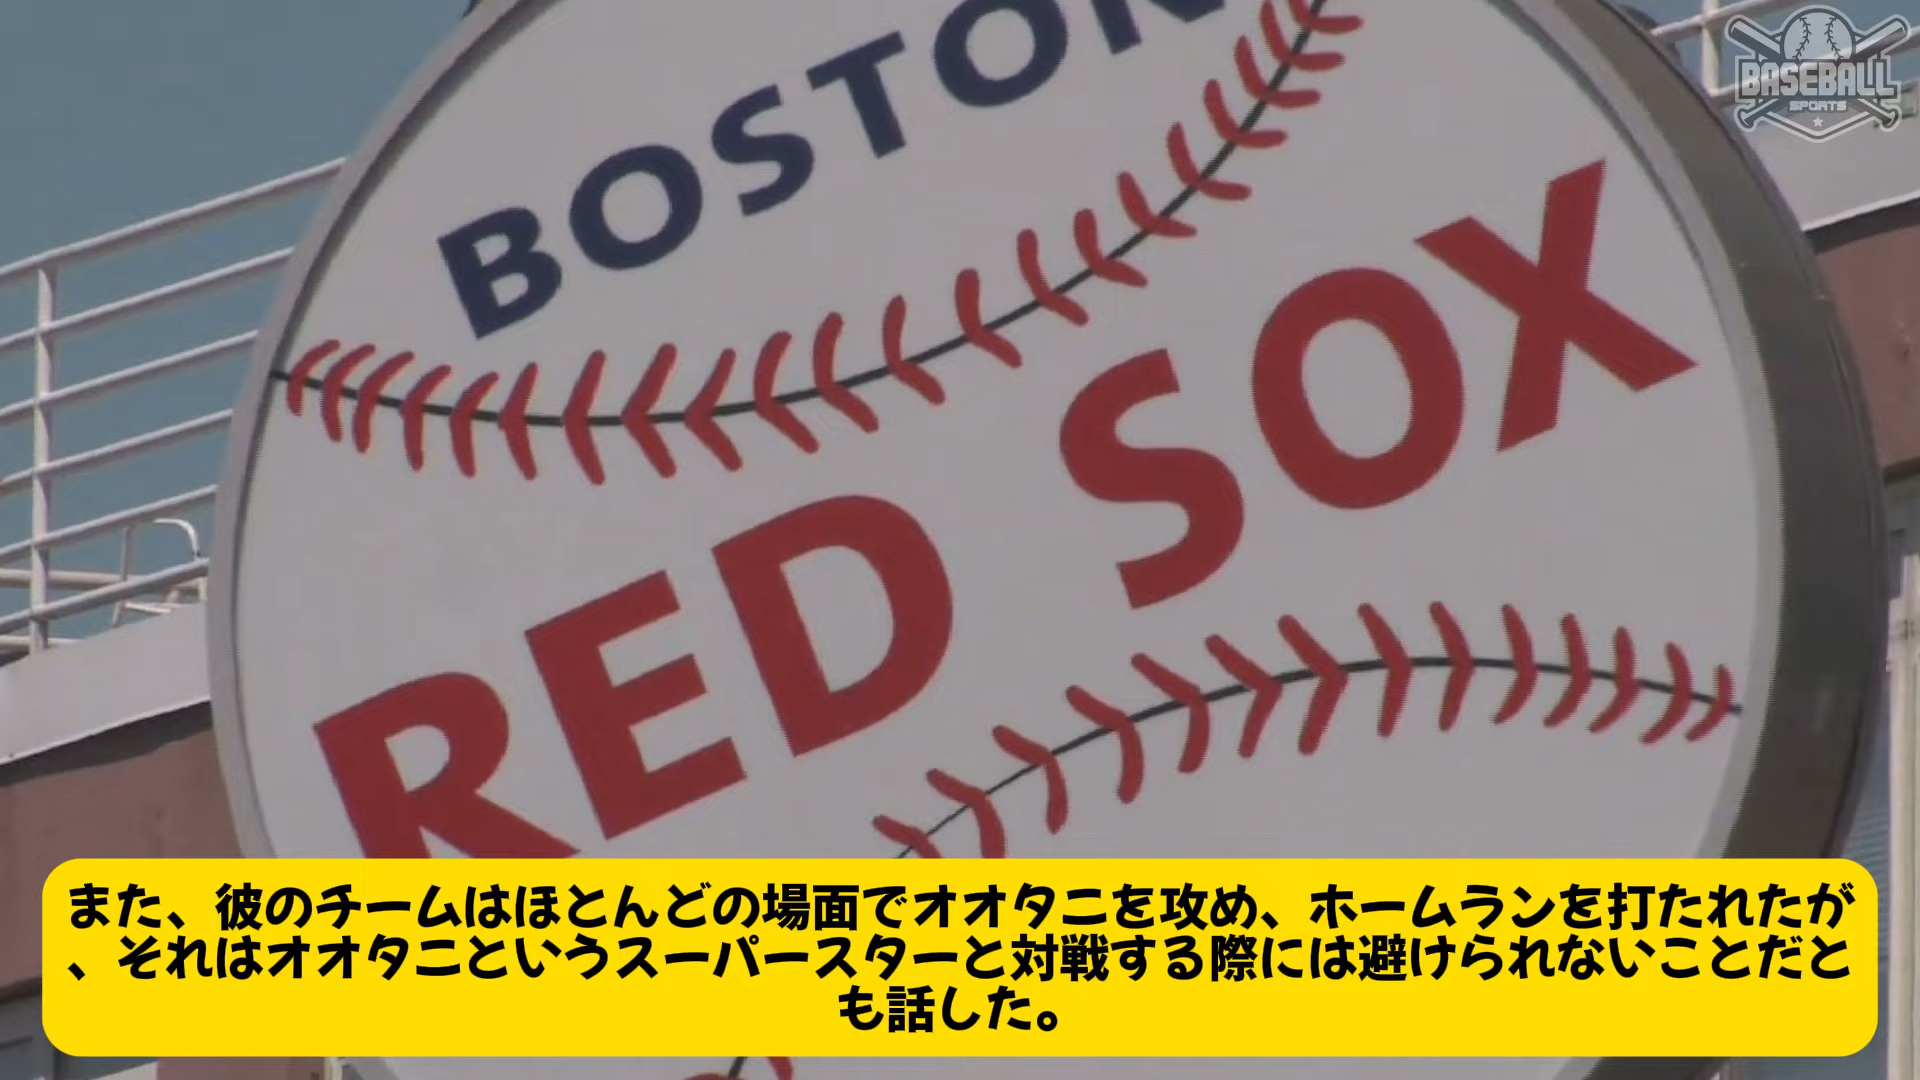 BOSTON
RED SOX
BASEBALL
SPORTS
また、彼のチームはほとんどの場面でオオタニを攻め、ホームランを打たれたが
、それはオオタニというスーパースターと対戦する際には避けられないことだと
も話した。